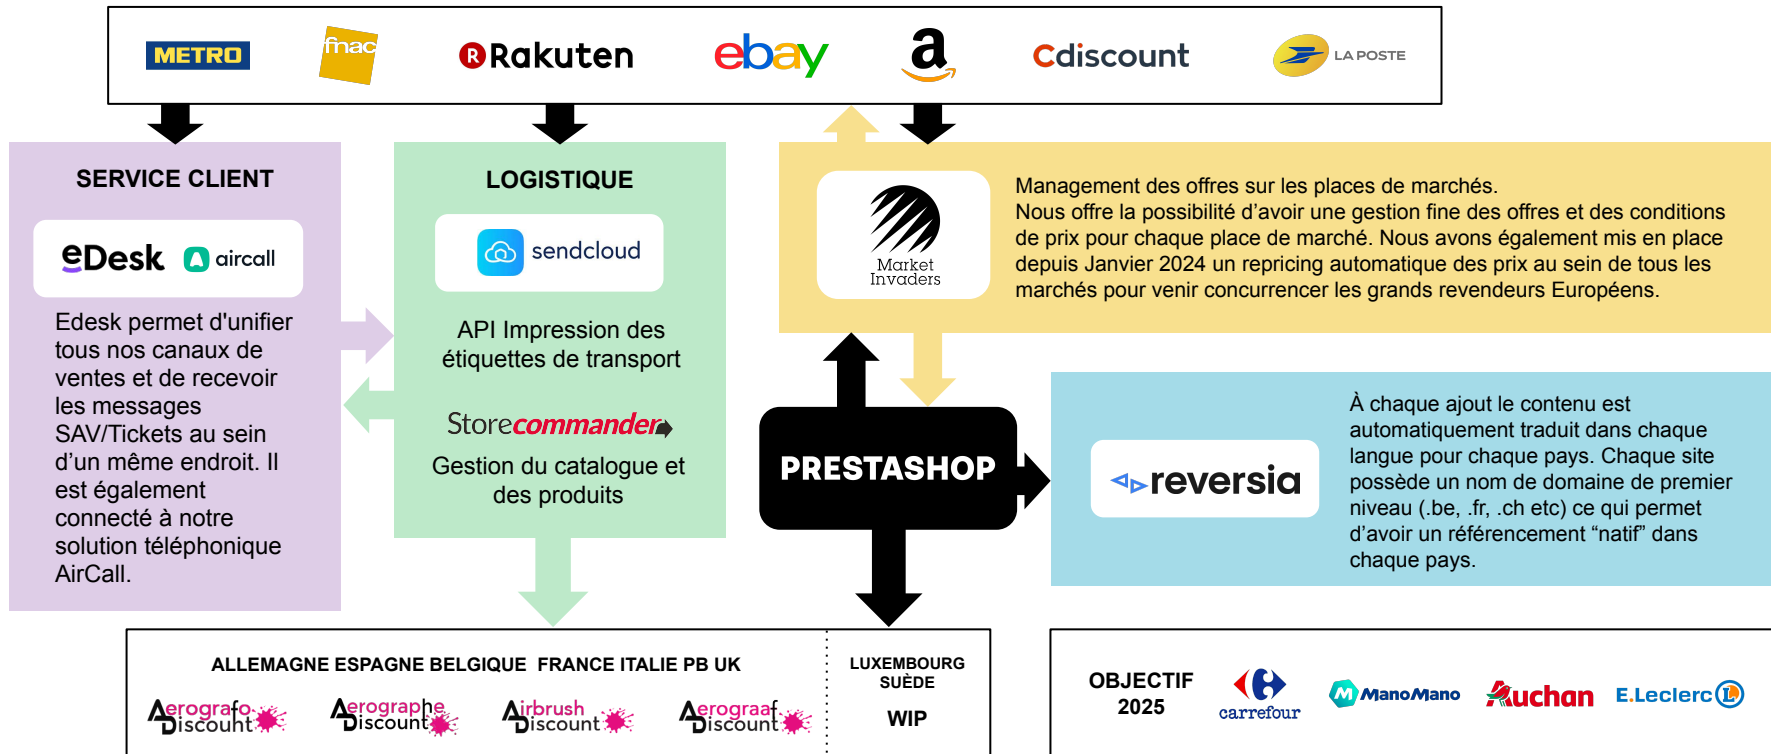 METRO
fnac
R Rakuten
ebay
a
Cdiscount
LA POSTE
SERVICE CLIENT
eDesk
aircall
Edesk permet d'unifier
tous nos canaux de
ventes et de recevoir
les messages
SAV/Tickets au sein
d'un même endroit. Il
est également
connecté à notre
solution téléphonique
AirCall.
LOGISTIQUE
sendcloud
API Impression des
étiquettes de transport
Storecommander
Gestion du catalogue et
des produits
Market
Invaders
Management des offres sur les places de marchés.
Nous offre la possibilité d'avoir une gestion fine des offres et des conditions
de prix pour chaque place de marché. Nous avons également mis en place
depuis Janvier 2024 un repricing automatique des prix au sein de tous les
marchés pour venir concurrencer les grands revendeurs Européens.
PRESTASHOP
reversia
À chaque ajout le contenu est
automatiquement traduit dans chaque
langue pour chaque pays. Chaque site
possède un nom de domaine de premier
niveau (.be, .fr, .ch etc) ce qui permet
d'avoir un référencement “natif” dans
chaque pays.
ALLEMAGNE ESPAGNE BELGIQUE FRANCE ITALIE PB UK
Aerografo
Discount
Aerographe
Discount
Airbrush
Discount
Aerograaf
Discount
LUXEMBOURG
SUÈDE
WIP
OBJECTIF
2025
carrefour
M ManoMano
Auchan
E.Leclerc L